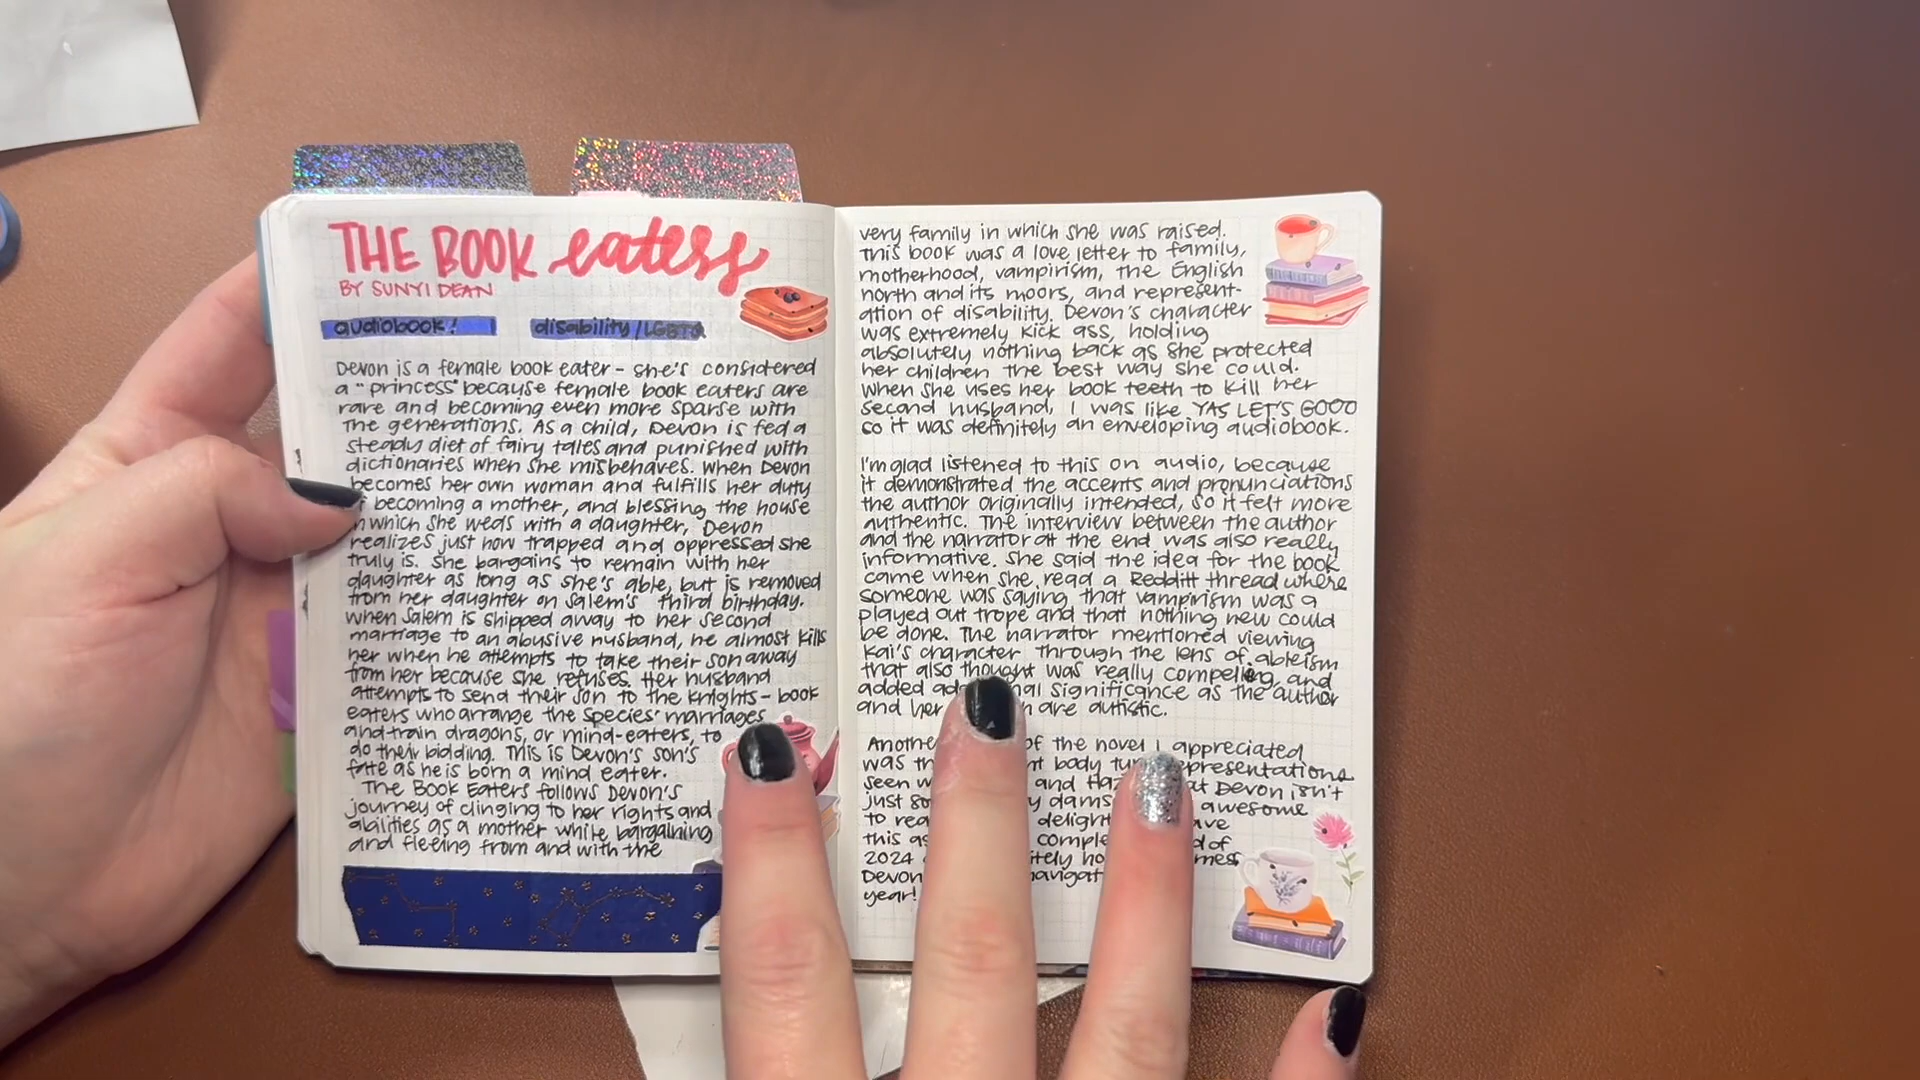 THE BOOK eaters
BY SUNYI DEAN
audiobook! disability/LGBTQ
Devon is a female book eater - she's considered
a "princess" because female book eaters are
rare and becoming even more sparse with
the generations. As a child, Devon is fed a
steady diet of fairy tales and punished with
dictionaries when she misbehaves. When Devon
becomes her own woman and fulfills her duty
becoming a mother, and blessing the house
which she weds with a daughter, Devon
realizes just how trapped and oppressed she
truly is. She bargains to remain with her
daughter as long as she's able, but is removed
from her daughter on Salem's third birthday.
When Salem is shipped away to her second
marriage to an abusive husband, he almost kills
her when he attempts to take their son away
from her because she refuses. Her husband
attempts to send their son to the knights - book
eaters who arrange the species' marriages
and train dragons, or mind-eaters, to
do their bidding. This is Devon's son's
fate as he is born a mind eater.
The Book Eaters follows Devon's
journey of clinging to her rights and
abilities as a mother while bargaining
and fleeing from and with the
very family in which she was raised.
This book was a love letter to family,
motherhood, vampirism, the English
north and its moors, and represent-
ation of disability. Devon's character
was extremely kick ass, holding
absolutely nothing back as she protected
her children the best way she could.
When she uses her book teeth to kill her
second husband, I was like YAS LET'S GOOO
so it was definitely an enveloping audiobook.
I'm glad listened to this on audio, because
it demonstrated the accents and pronunciations
the author originally intended, so it felt more
authentic. The interview between the author
and the narrator at the end was also really
informative. She said the idea for the book
came when she read a Redditt thread where
someone was saying that vampirism was a
played out trope and that nothing new could
be done. The narrator mentioned viewing
Kai's character through the lens of ableism
that also thought was really compelling, and
added significance as the author
and her are autistic.
of the novel I appreciated
was body representations
seen and that Devon isn't
just awesome
to delight
this as of
2024
Devon
year!